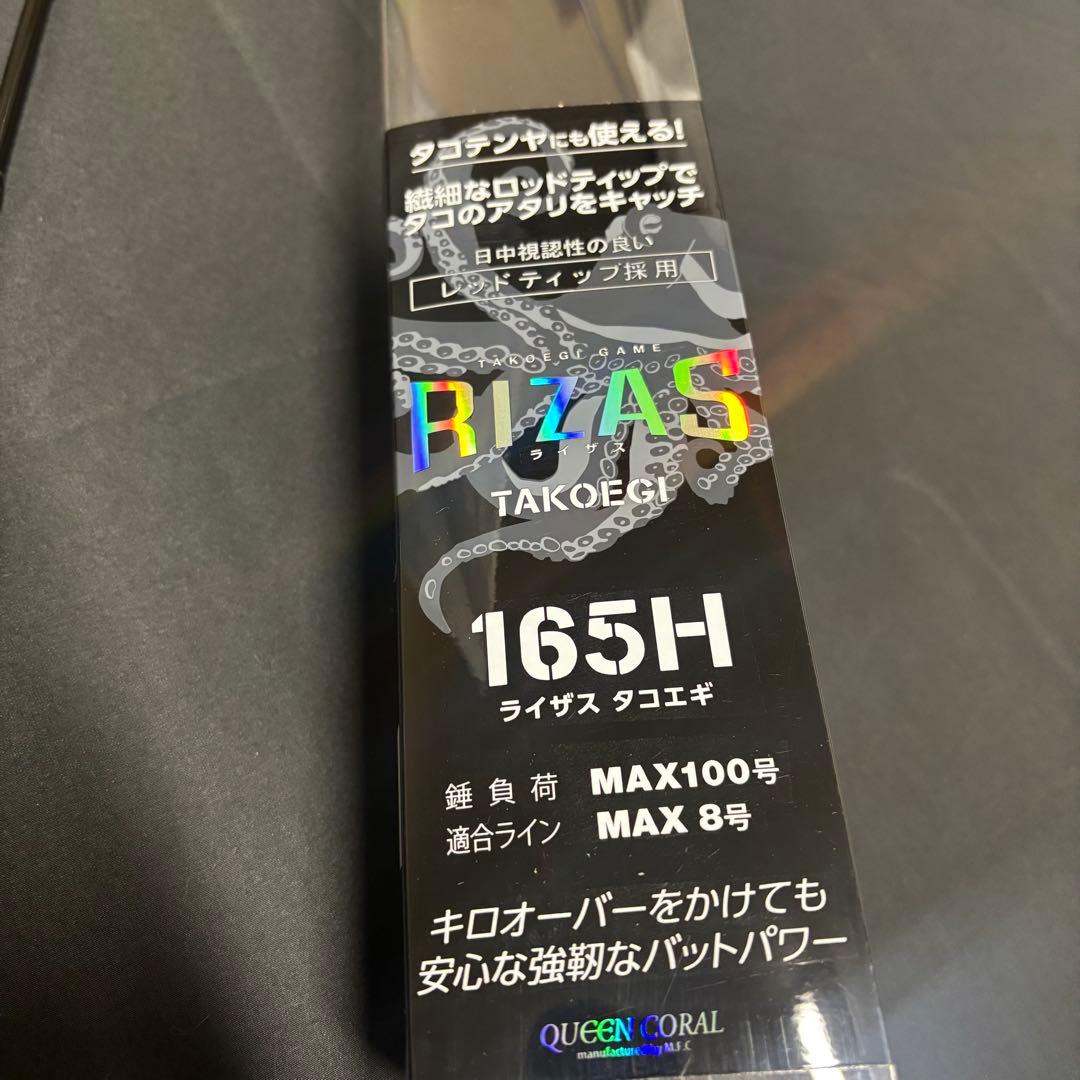 タコテンヤにも使える!
繊細なロッドティップで
タコのアタリをキャッチ
日中視認性の良い
レッドティップ採用
TAKOEGI GAME
RIZAS
ライザス
TAKOEGI
165H
ライザス タコエギ
錘負荷 MAX100号
適合ライン MAX 8号
キロオーバーをかけても
安心な強靭なバットパワー
QUEEN CORAL
manufactured by M.F.C